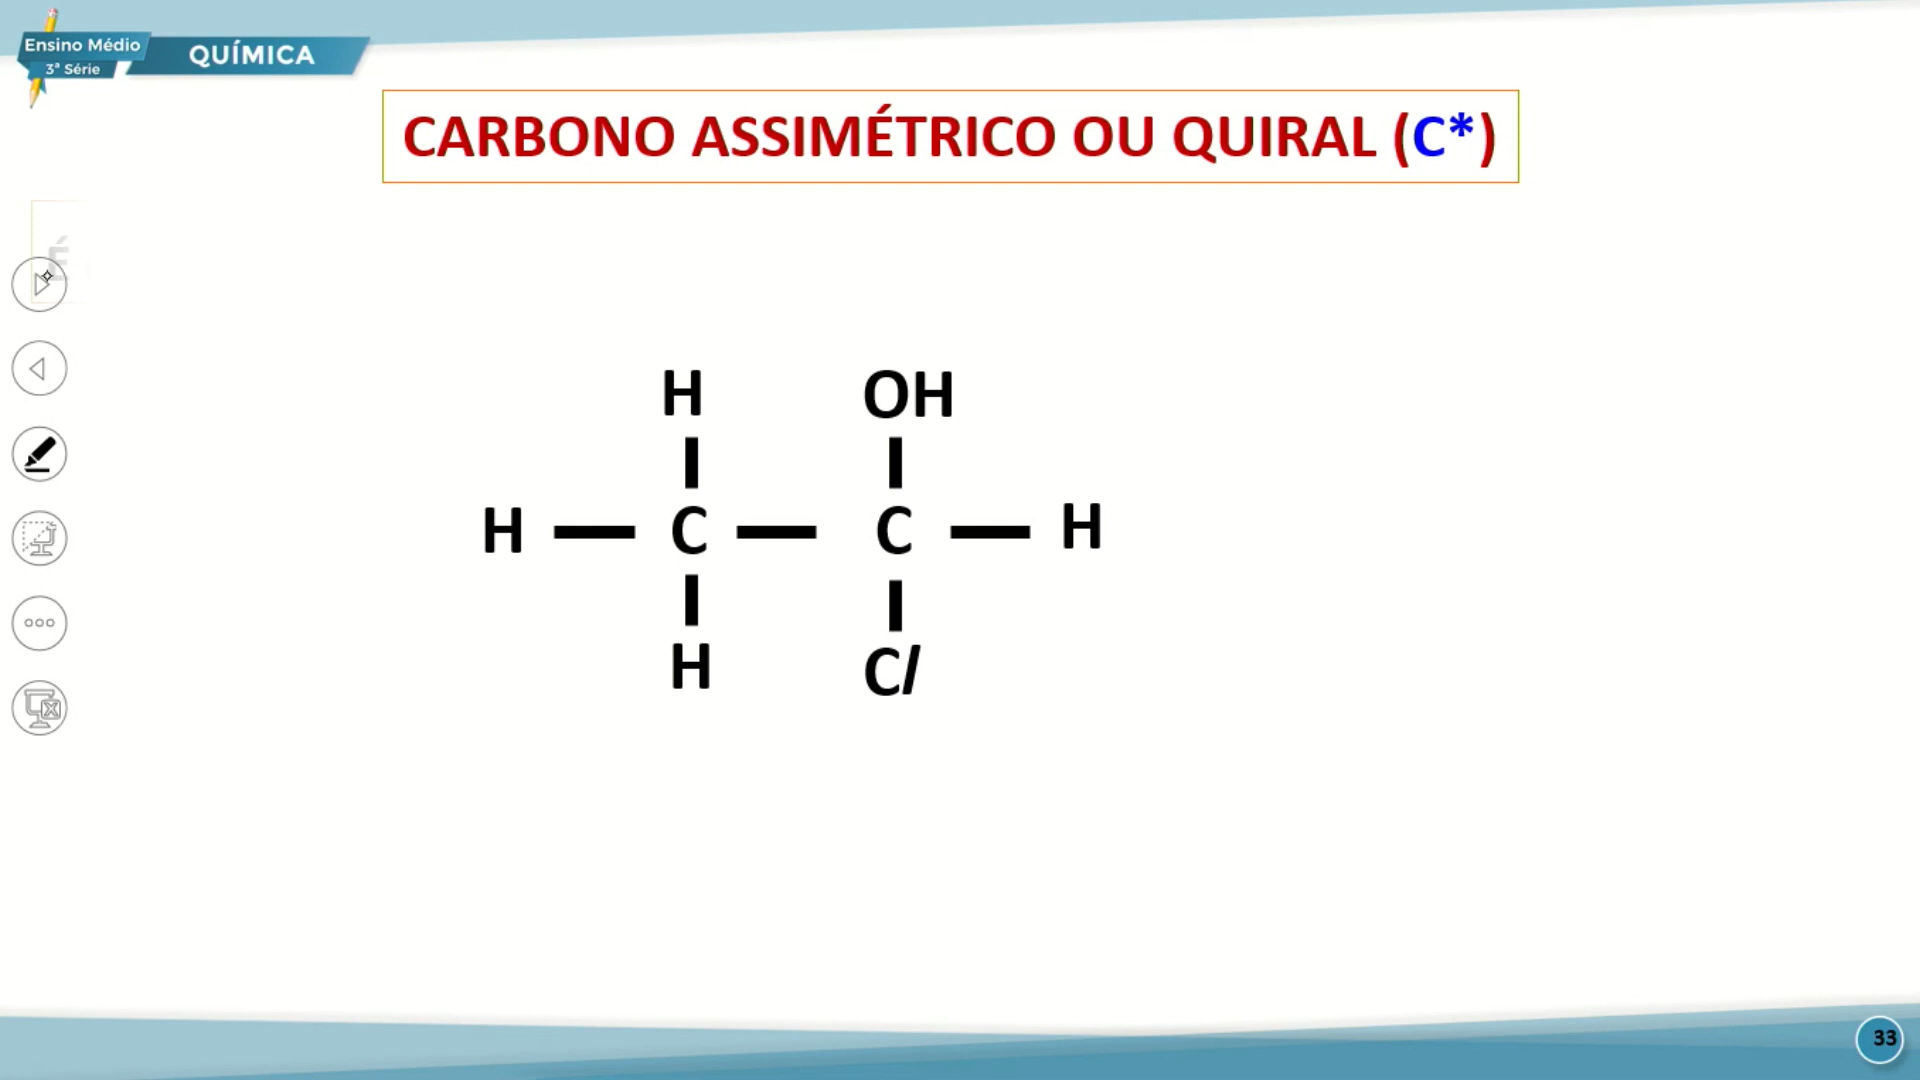 Ensino Médio
3ª Série
QUÍMICA
CARBONO ASSIMÉTRICO OU QUIRAL (C*)
É
H OH
H C C H
H Cl
33